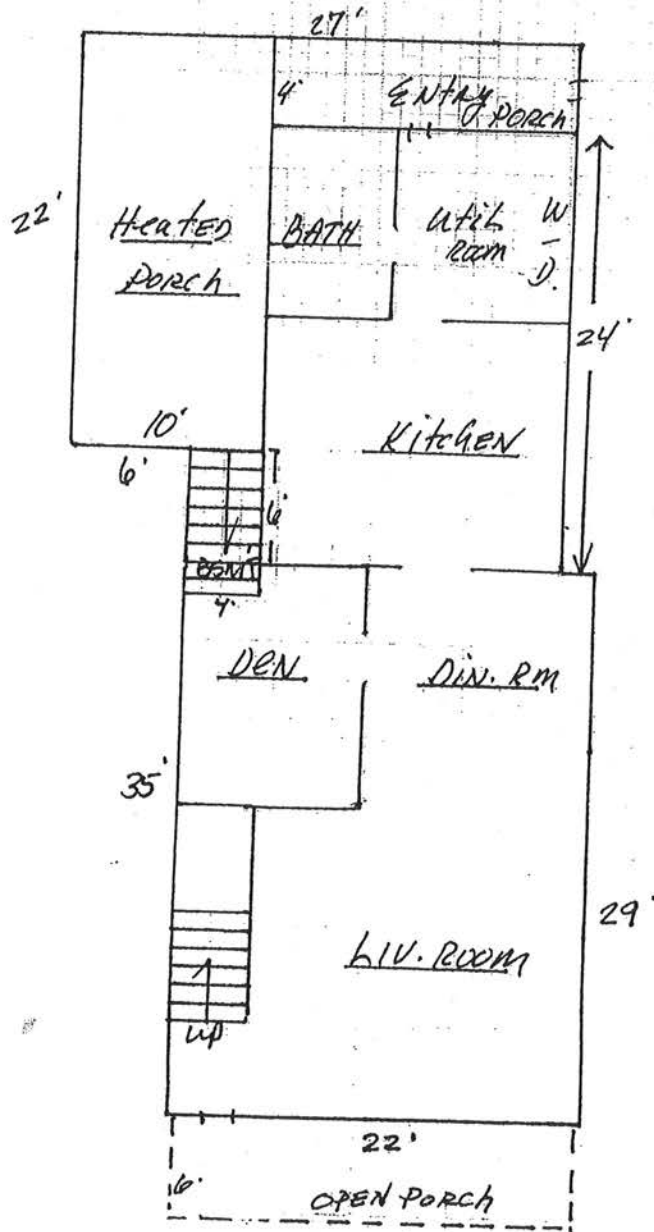 27'
4'
Entry
Porch
22'
Heated
Porch
BATH
Util
Room
W
D.
24'
10'
6'
Kitchen
6'
BSMT
4'
Den
Din. Rm
35'
29'
Liv. Room
up
22'
6'
OPEN PORCH